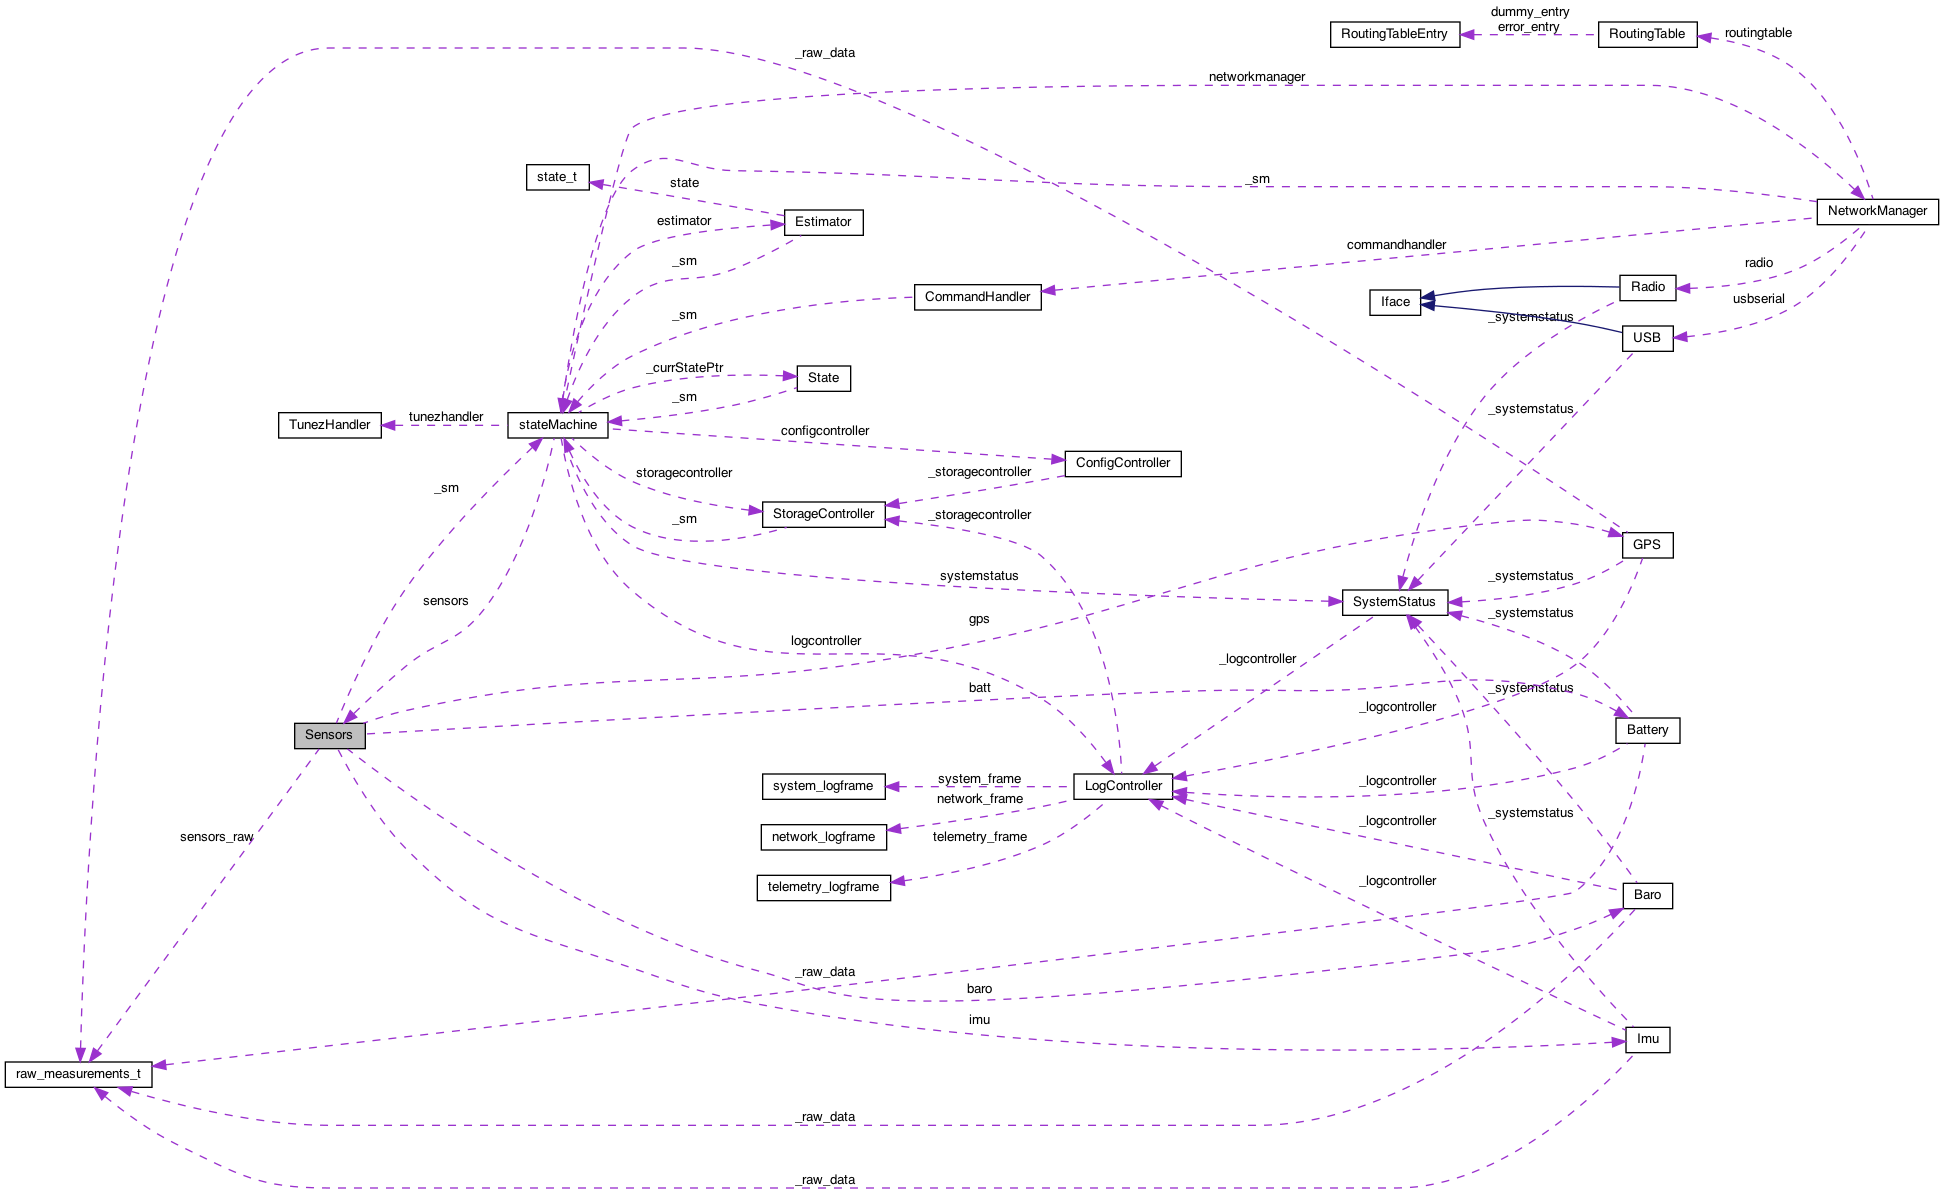 dummy_entry
error_entry
RoutingTableEntry
RoutingTable
routingtable
_raw_data
networkmanager
state_t
state
_sm
Estimator
estimator
NetworkManager
_sm
commandhandler
radio
CommandHandler
Iface
Radio
usbserial
_sm
_systemstatus
USB
_currStatePtr
State
_sm
_systemstatus
TunezHandler
tunezhandler
stateMachine
configcontroller
ConfigController
storagecontroller
_storagecontroller
_sm
StorageController
_storagecontroller
_sm
GPS
systemstatus
_systemstatus
sensors
SystemStatus
gps
_systemstatus
logcontroller
_logcontroller
batt
_systemstatus
_logcontroller
Sensors
Battery
system_logframe
system_frame
LogController
_logcontroller
network_frame
_systemstatus
sensors_raw
network_logframe
telemetry_frame
_logcontroller
telemetry_logframe
_logcontroller
Baro
_raw_data
baro
imu
Imu
raw_measurements_t
_raw_data
_raw_data